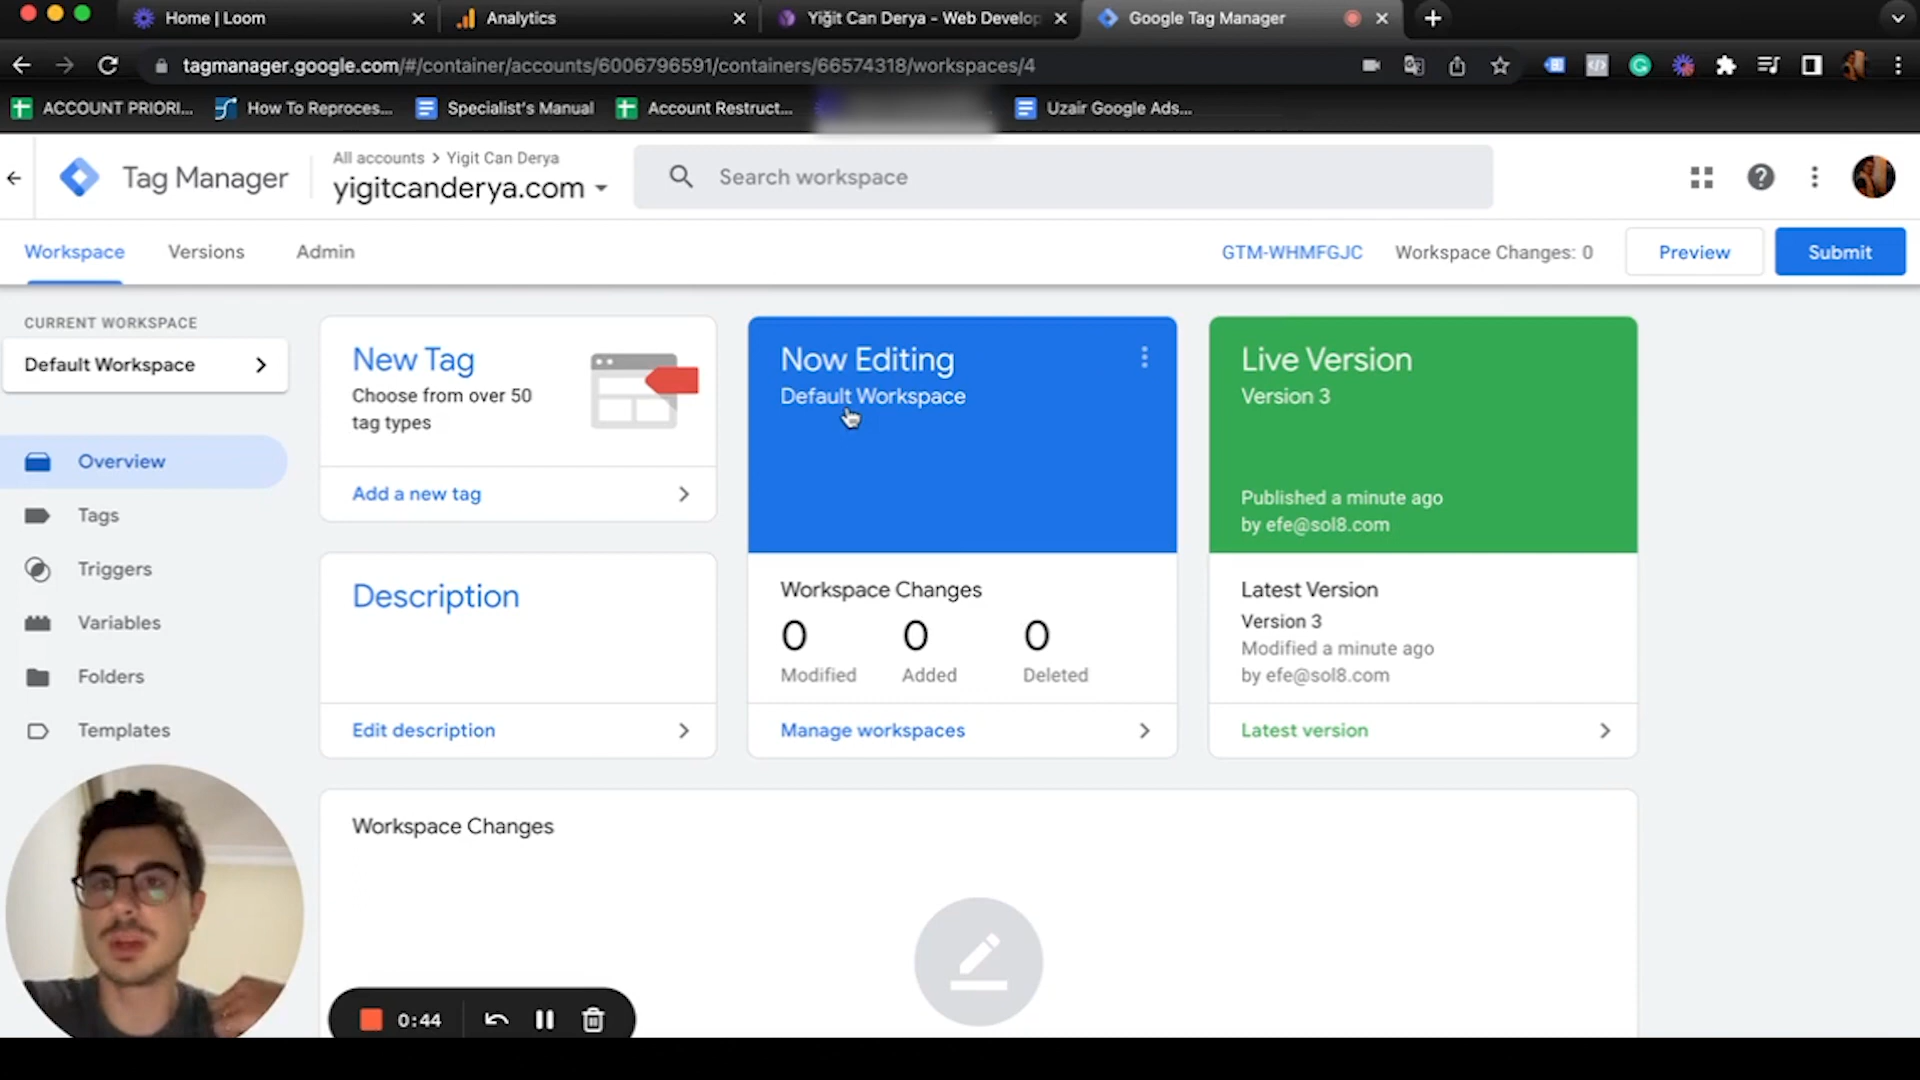 Home | Loom
Analytics
Yiğit Can Derya - Web Develop
Google Tag Manager
tagmanager.google.com/#/container/accounts/6006796591/containers/66574318/workspaces/4
ACCOUNT PRIORI...
How To Reproces...
Specialist's Manual
Account Restruct...
Uzair Google Ads...
Tag Manager
All accounts > Yigit Can Derya
yigitcanderya.com
Search workspace
Workspace
Versions
Admin
GTM-WHMFGJC
Workspace Changes: 0
Preview
Submit
CURRENT WORKSPACE
Default Workspace
Overview
Tags
Triggers
Variables
Folders
Templates
New Tag
Choose from over 50
tag types
Add a new tag
Description
Edit description
Now Editing
Default Workspace
Workspace Changes
0 0 0
Modified Added Deleted
Manage workspaces
Live Version
Version 3
Published a minute ago
by efe@sol8.com
Latest Version
Version 3
Modified a minute ago
by efe@sol8.com
Latest version
Workspace Changes
0:44